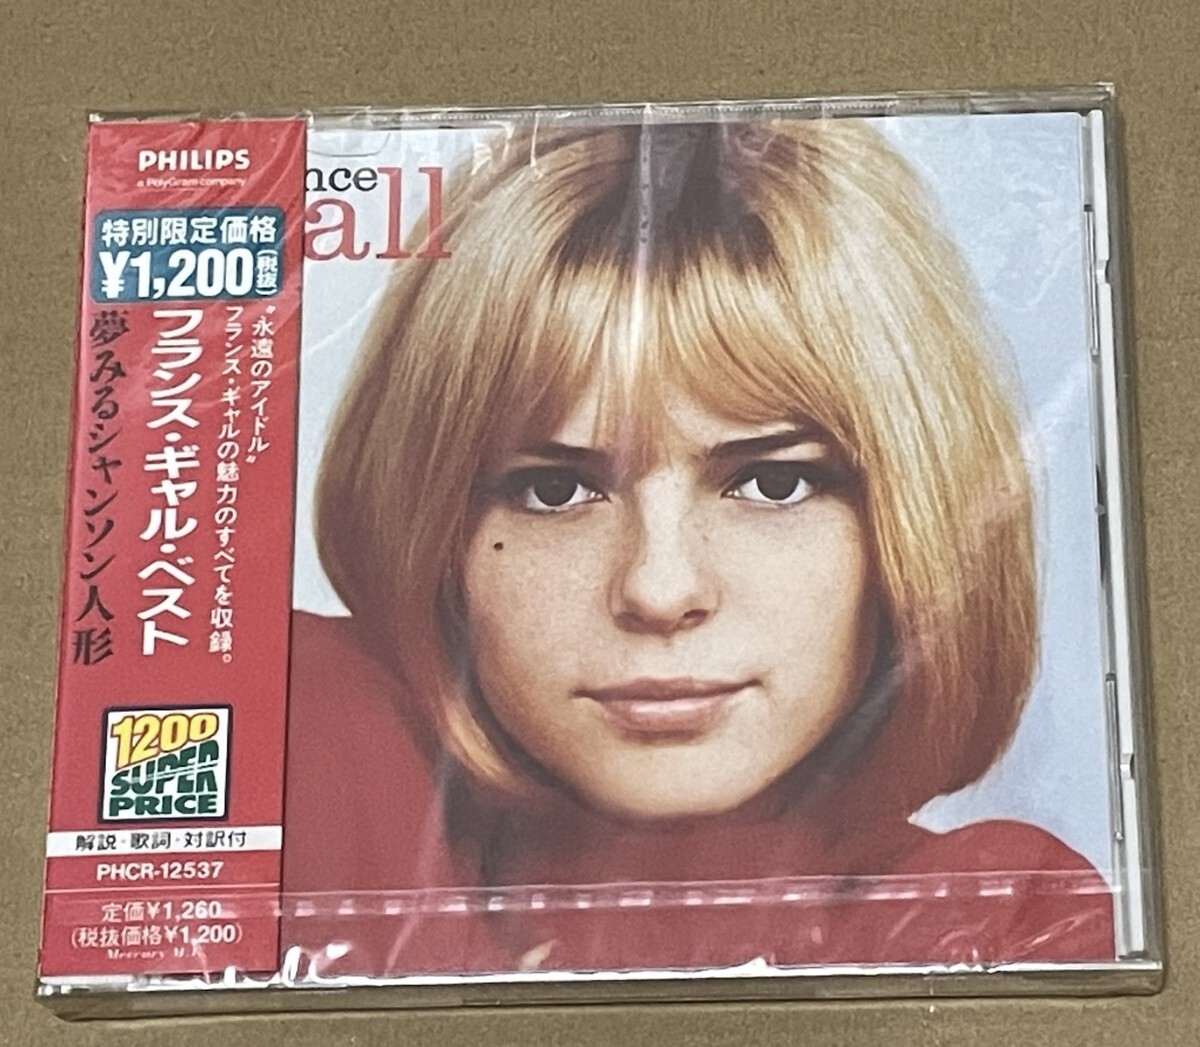 PHILIPS
a PolyGram company
特別限定価格
¥1,200(税抜)
"永遠のアイドル"
フランス・ギャルの魅力のすべてを収録。
フランス・ギャル・ベスト
夢みるシャンソン人形
nce
all
1200
SUPER
PRICE
解説・歌詞・対訳付
PHCR-12537
定価¥1,260
(税抜価格¥1,200)
Mercury M.E.